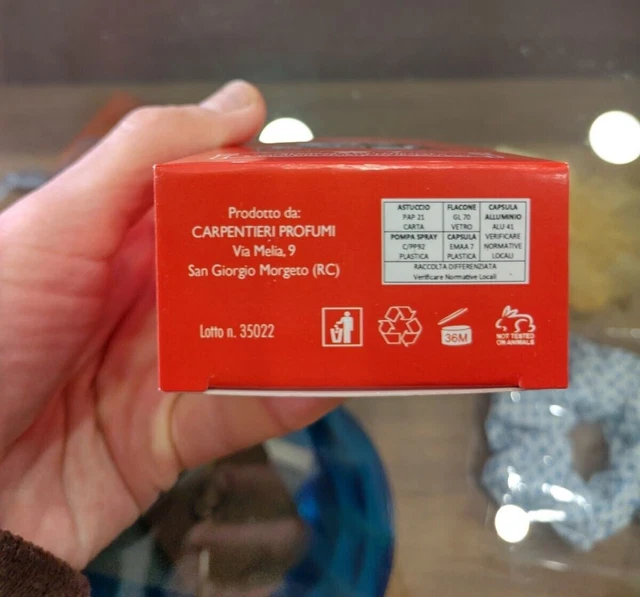 Prodotto da:
CARPENTIERI PROFUMI
Via Melia, 9
San Giorgio Morgeto (RC)
Lotto n. 35022
ASTUCCIO
PAP 21
CARTA
FLACONE
GL 70
VETRO
CAPSULA
ALLUMINIO
ALU 41
VERIFICARE
NORMATIVE
LOCALI
POMPA SPRAY
C/PP92
PLASTICA
CAPSULA
EMAA 7
PLASTICA
RACCOLTA DIFFERENZIATA
Verificare Normative Locali
36M
NOT TESTED
ON ANIMALS